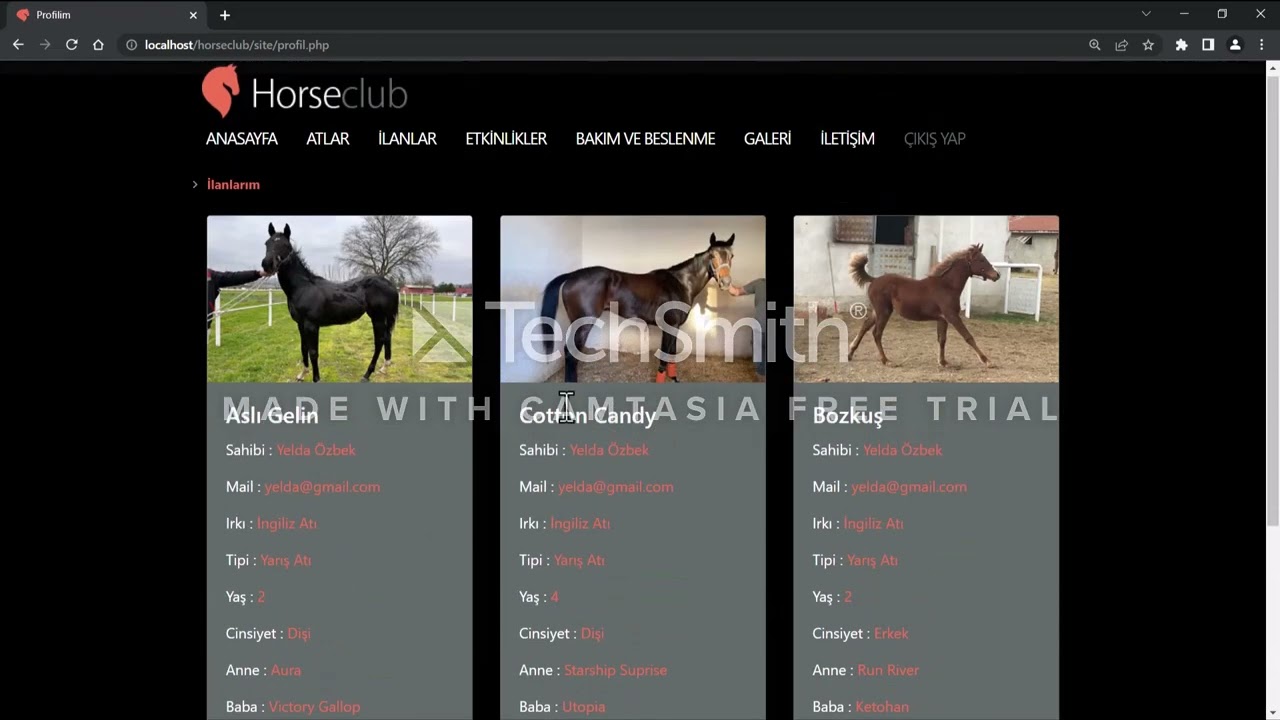 Profilim
localhost/horseclub/site/profil.php
Horseclub
ANASAYFA ATLAR İLANLAR ETKİNLİKLER BAKIM VE BESLENME GALERİ İLETİŞİM ÇIKIŞ YAP
> İlanlarım
TechSmith®
MADE WITH CAMTASIA FREE TRIAL
Aslı Gelin
Sahibi : Yelda Özbek
Mail : yelda@gmail.com
Irkı : İngiliz Atı
Tipi : Yarış Atı
Yaş : 2
Cinsiyet : Dişi
Anne : Aura
Baba : Victory Gallop
Cotton Candy
Sahibi : Yelda Özbek
Mail : yelda@gmail.com
Irkı : İngiliz Atı
Tipi : Yarış Atı
Yaş : 4
Cinsiyet : Dişi
Anne : Starship Suprise
Baba : Utopia
Bozkuş
Sahibi : Yelda Özbek
Mail : yelda@gmail.com
Irkı : İngiliz Atı
Tipi : Yarış Atı
Yaş : 2
Cinsiyet : Erkek
Anne : Run River
Baba : Ketohan